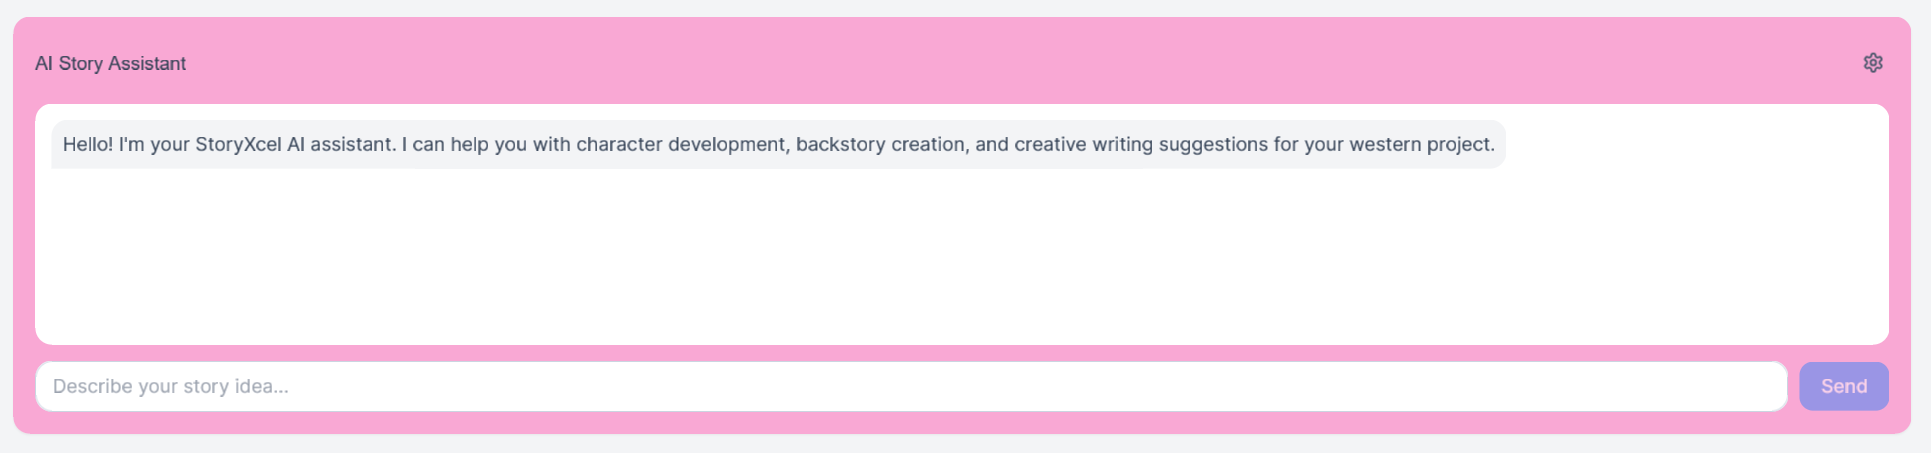 AI Story Assistant
Hello! I'm your StoryXcel AI assistant. I can help you with character development, backstory creation, and creative writing suggestions for your western project.
Describe your story idea...
Send